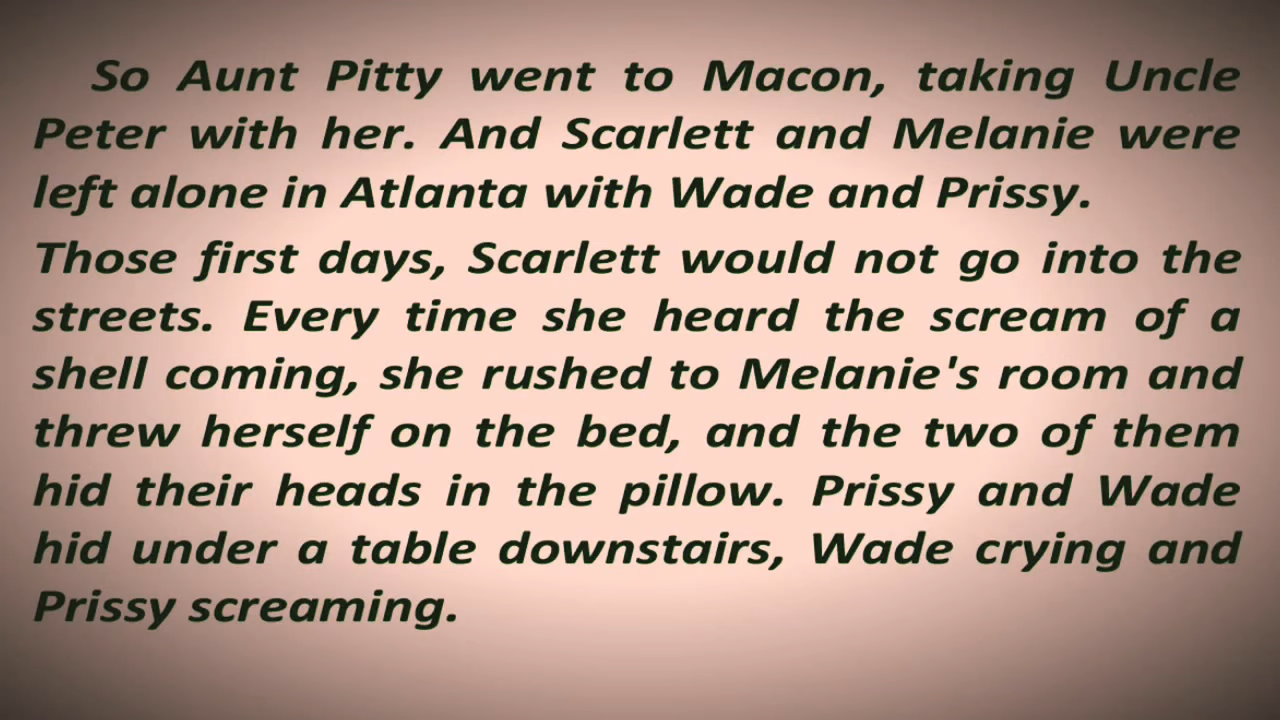 So Aunt Pitty went to Macon, taking Uncle
Peter with her. And Scarlett and Melanie were
left alone in Atlanta with Wade and Prissy.
Those first days, Scarlett would not go into the
streets. Every time she heard the scream of a
shell coming, she rushed to Melanie's room and
threw herself on the bed, and the two of them
hid their heads in the pillow. Prissy and Wade
hid under a table downstairs, Wade crying and
Prissy screaming.